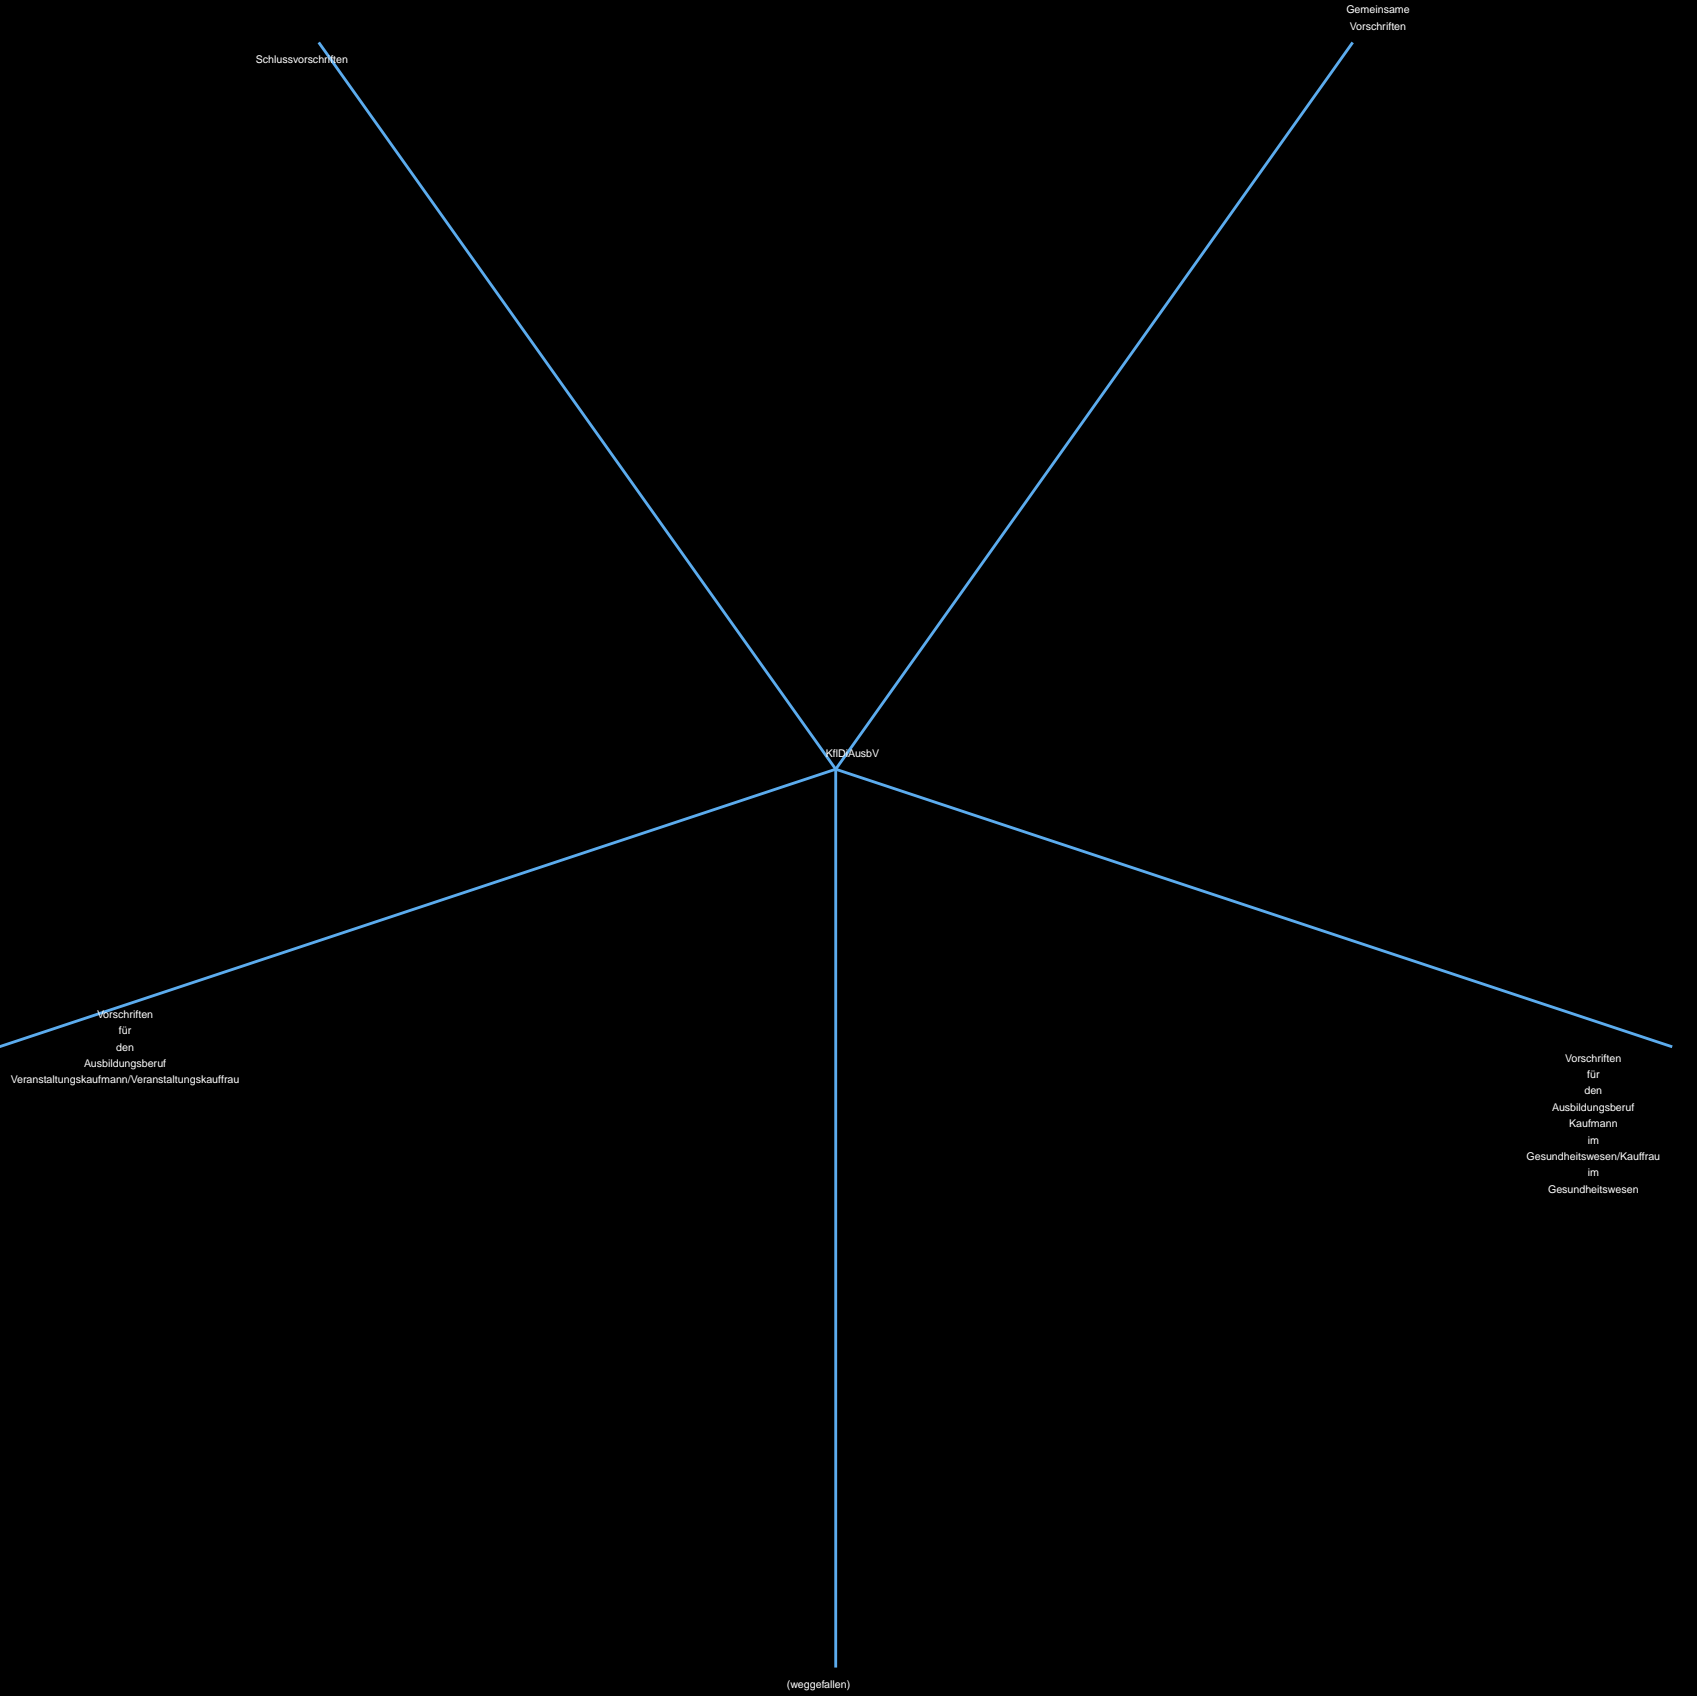 Gemeinsame
Vorschriften
Schlussvorschriften
KflDiAusbV
Vorschriften
für
den
Ausbildungsberuf
Veranstaltungskaufmann/Veranstaltungskauffrau
Vorschriften
für
den
Ausbildungsberuf
Kaufmann
im
Gesundheitswesen/Kauffrau
im
Gesundheitswesen
(weggefallen)